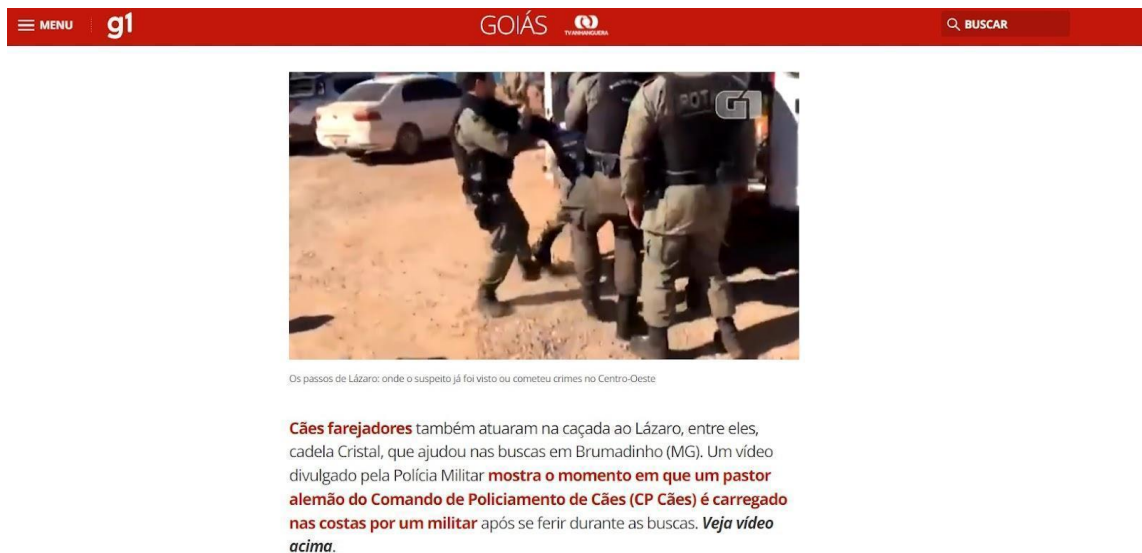 MENU
g1
GOIÁS
TV ANHANGUERA
BUSCAR
G1
Os passos de Lázaro: onde o suspeito já foi visto ou cometeu crimes no Centro-Oeste
Cães farejadores também atuaram na caçada ao Lázaro, entre eles,
cadela Cristal, que ajudou nas buscas em Brumadinho (MG). Um vídeo
divulgado pela Polícia Militar mostra o momento em que um pastor
alemão do Comando de Policiamento de Cães (CP Cães) é carregado
nas costas por um militar após se ferir durante as buscas. Veja vídeo
acima.